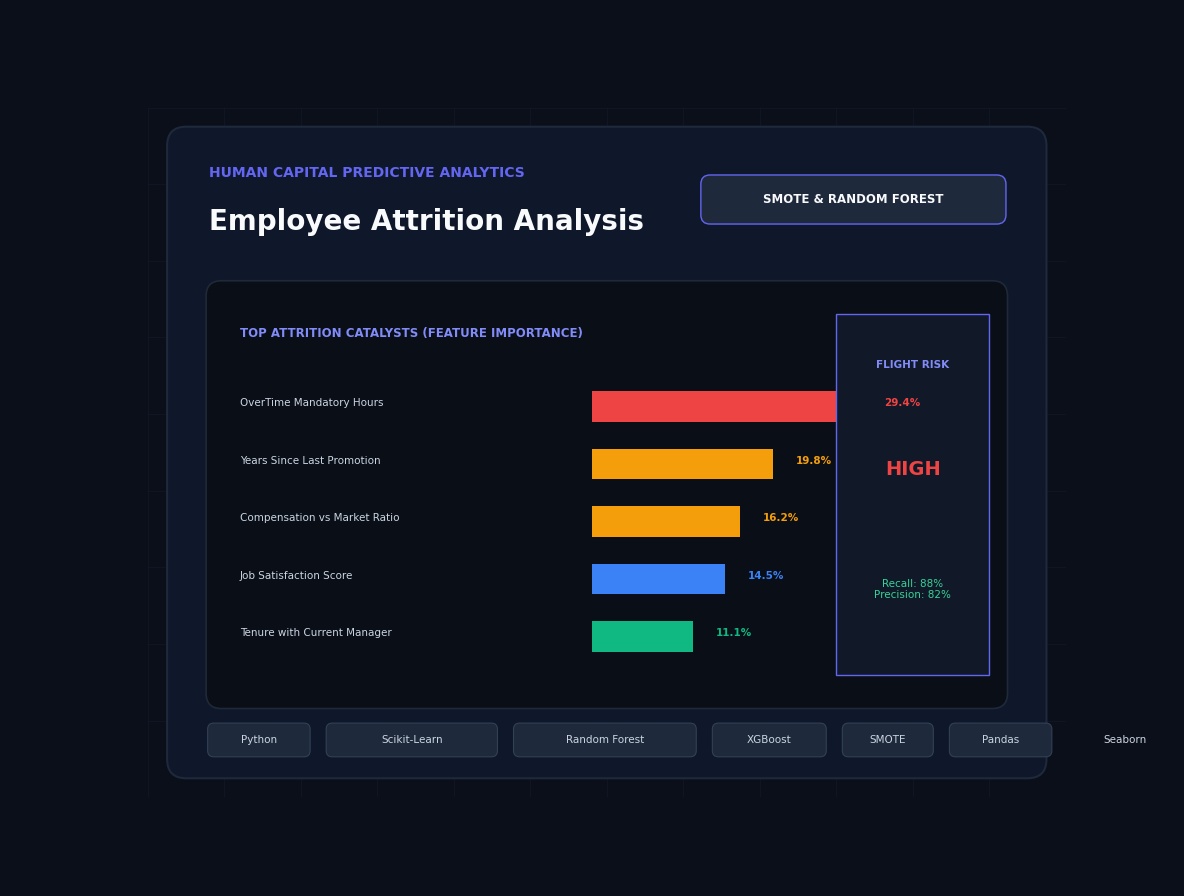 HUMAN CAPITAL PREDICTIVE ANALYTICS
Employee Attrition Analysis
SMOTE & RANDOM FOREST
TOP ATTRITION CATALYSTS (FEATURE IMPORTANCE)
OverTime Mandatory Hours
29.4%
Years Since Last Promotion
19.8%
Compensation vs Market Ratio
16.2%
Job Satisfaction Score
14.5%
Tenure with Current Manager
11.1%
FLIGHT RISK
HIGH
Recall: 88%
Precision: 82%
Python
Scikit-Learn
Random Forest
XGBoost
SMOTE
Pandas
Seaborn